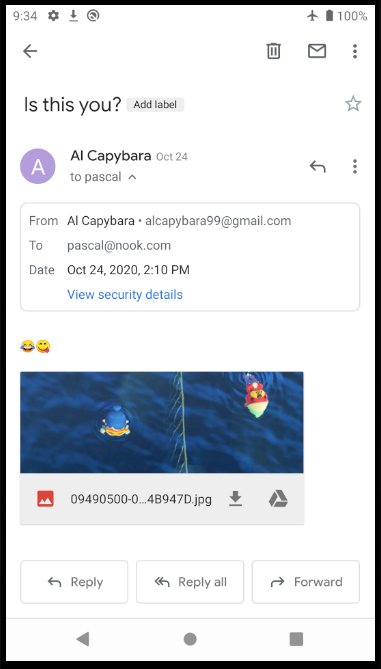 9:34 100%
Is this you? Add label
A Al Capybara Oct 24
to pascal
From Al Capybara • alcapybara99@gmail.com
To pascal@nook.com
Date Oct 24, 2020, 2:10 PM
View security details
😂😋
09490500-0...4B947D.jpg
Reply Reply all Forward